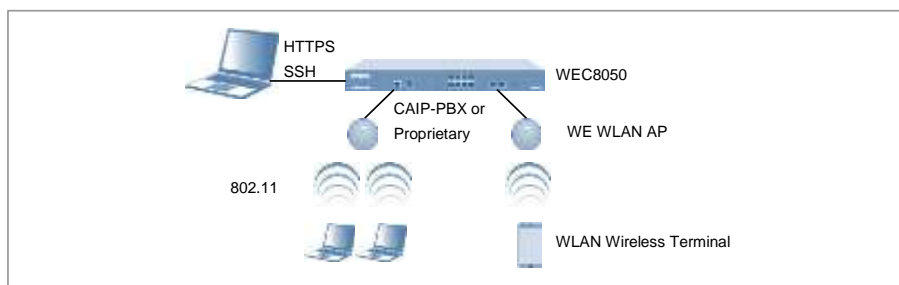 HTTPS
SSH
WEC8050
CAIP-PBX or
Proprietary
WE WLAN AP
802.11
WLAN Wireless Terminal